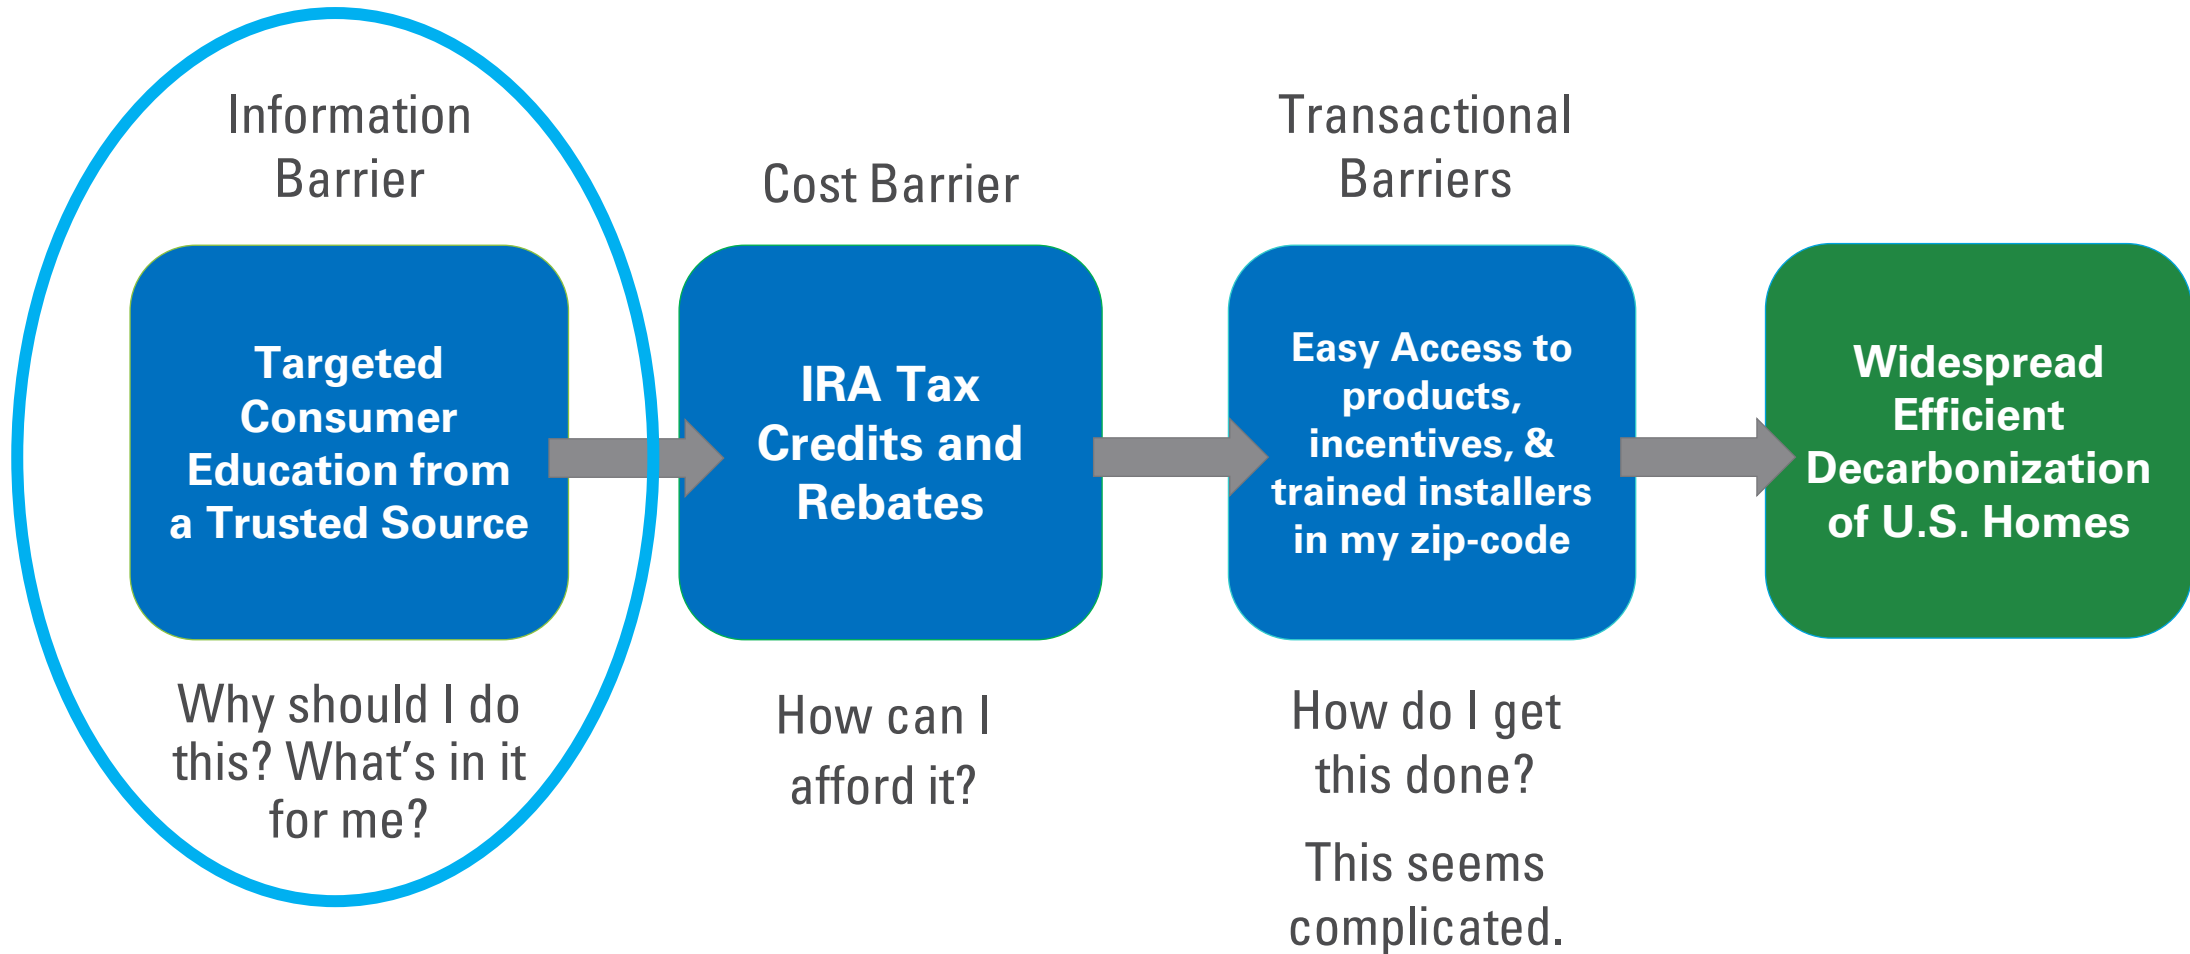 Information
Barrier
Targeted
Consumer
Education from
a Trusted Source
Why should I do
this? What's in it
for me?
Cost Barrier
IRA Tax
Credits and
Rebates
How can I
afford it?
Transactional
Barriers
Easy Access to
products,
incentives, &
trained installers
in my zip-code
How do I get
this done?
This seems
complicated.
Widespread
Efficient
Decarbonization
of U.S. Homes